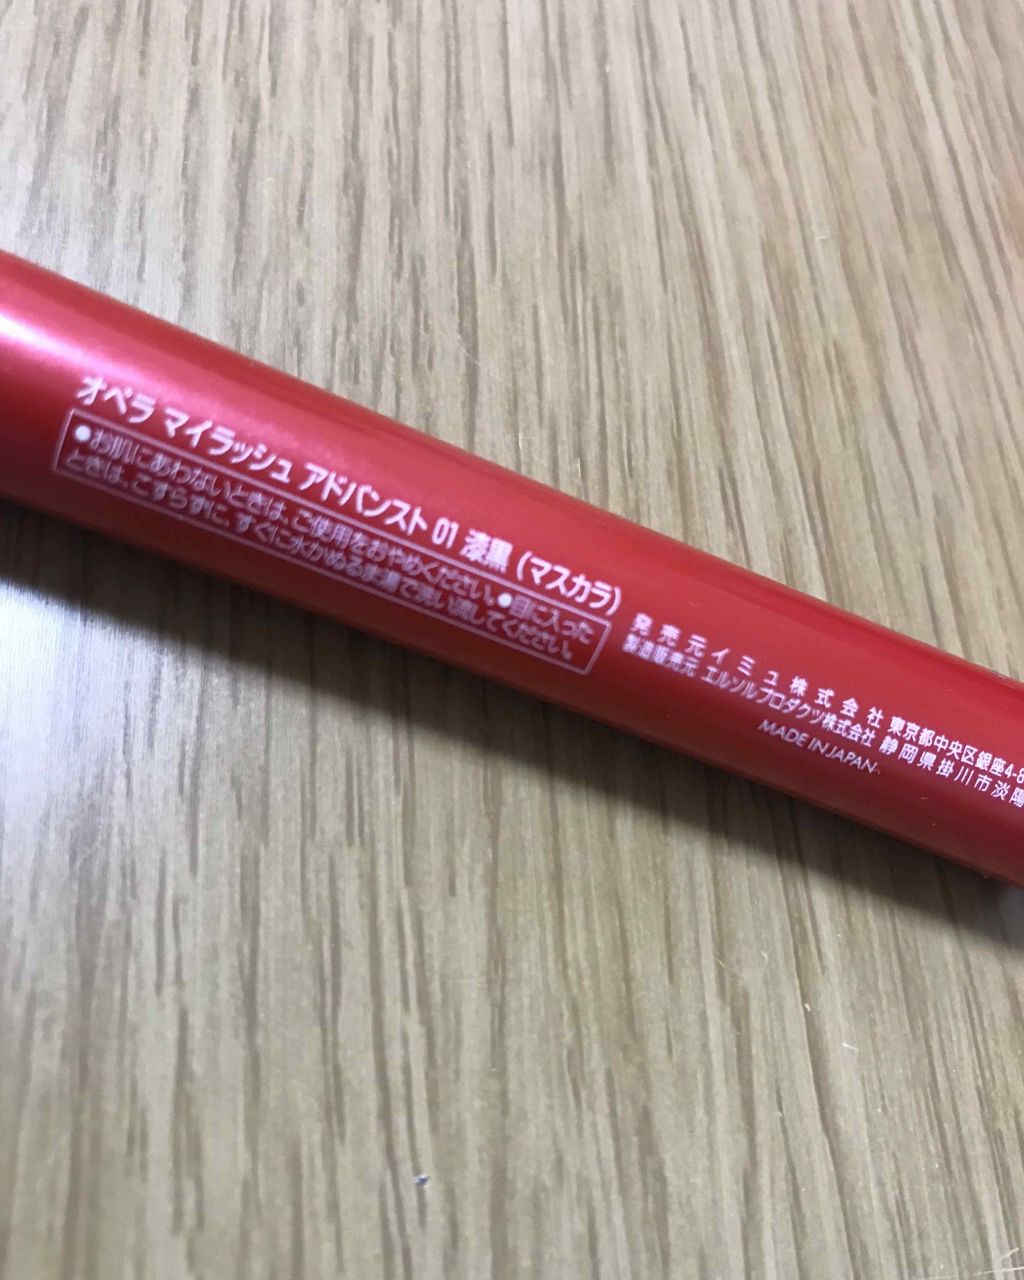 オペラ マイラッシュ アドバンスト 01 漆黒 (マスカラ)
●お肌にあわないときは、ご使用をおやめください。●目に入った
ときは、こすらずに、すぐに水かぬるま湯で洗い流してください。
発売元 イミュ株式会社 東京都中央区銀座4-8
製造販売元 エルソルプロダクツ株式会社 静岡県掛川市淡陽
MADE IN JAPAN